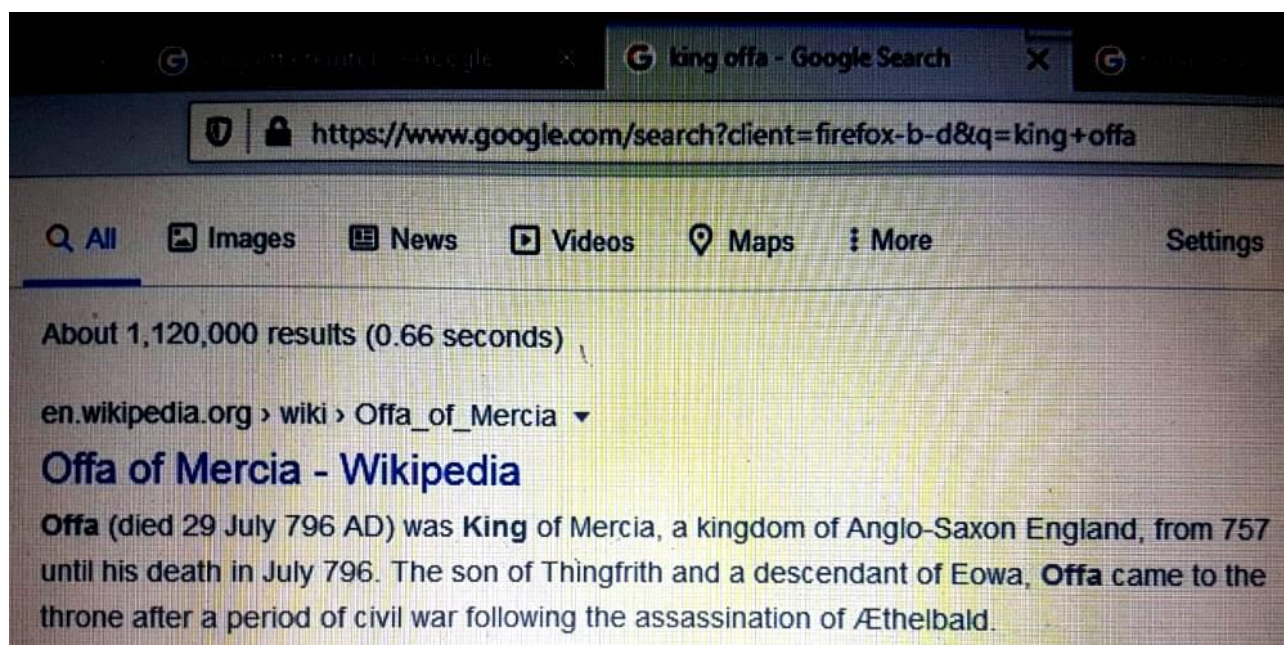 king offa - Google Search
https://www.google.com/search?client=firefox-b-d&q=king+offa
All Images News Videos Maps More Settings
About 1,120,000 results (0.66 seconds)
en.wikipedia.org › wiki › Offa_of_Mercia
Offa of Mercia - Wikipedia
Offa (died 29 July 796 AD) was King of Mercia, a kingdom of Anglo-Saxon England, from 757
until his death in July 796. The son of Thingfrith and a descendant of Eowa, Offa came to the
throne after a period of civil war following the assassination of Æthelbald.